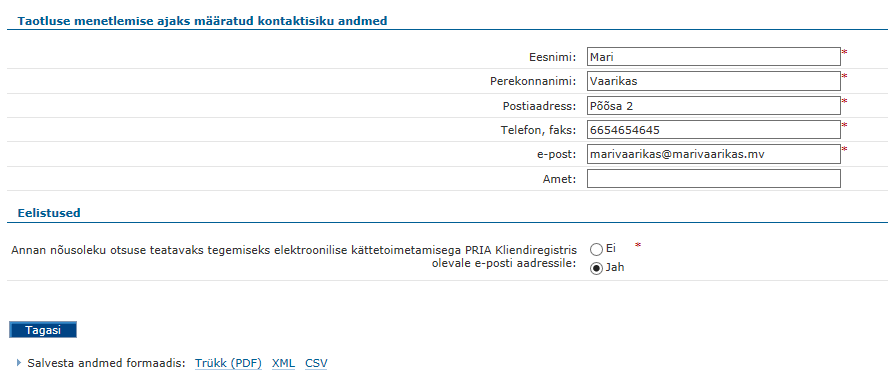 Taotluse menetlemise ajaks määratud kontaktisiku andmed
Eesnimi: Mari *
Perekonnanimi: Vaarikas *
Postiaadress: Põõsa 2 *
Telefon, faks: 6654654645 *
e-post: marivaarikas@marivaarikas.mv *
Amet:
Eelistused
Annan nõusoleku otsuse teatavaks tegemiseks elektroonilise kättetoimetamisega PRIA Kliendiregistris
olevale e-posti aadressile:
Ei *
Jah
Tagasi
Salvesta andmed formaadis: Trükk (PDF) XML CSV